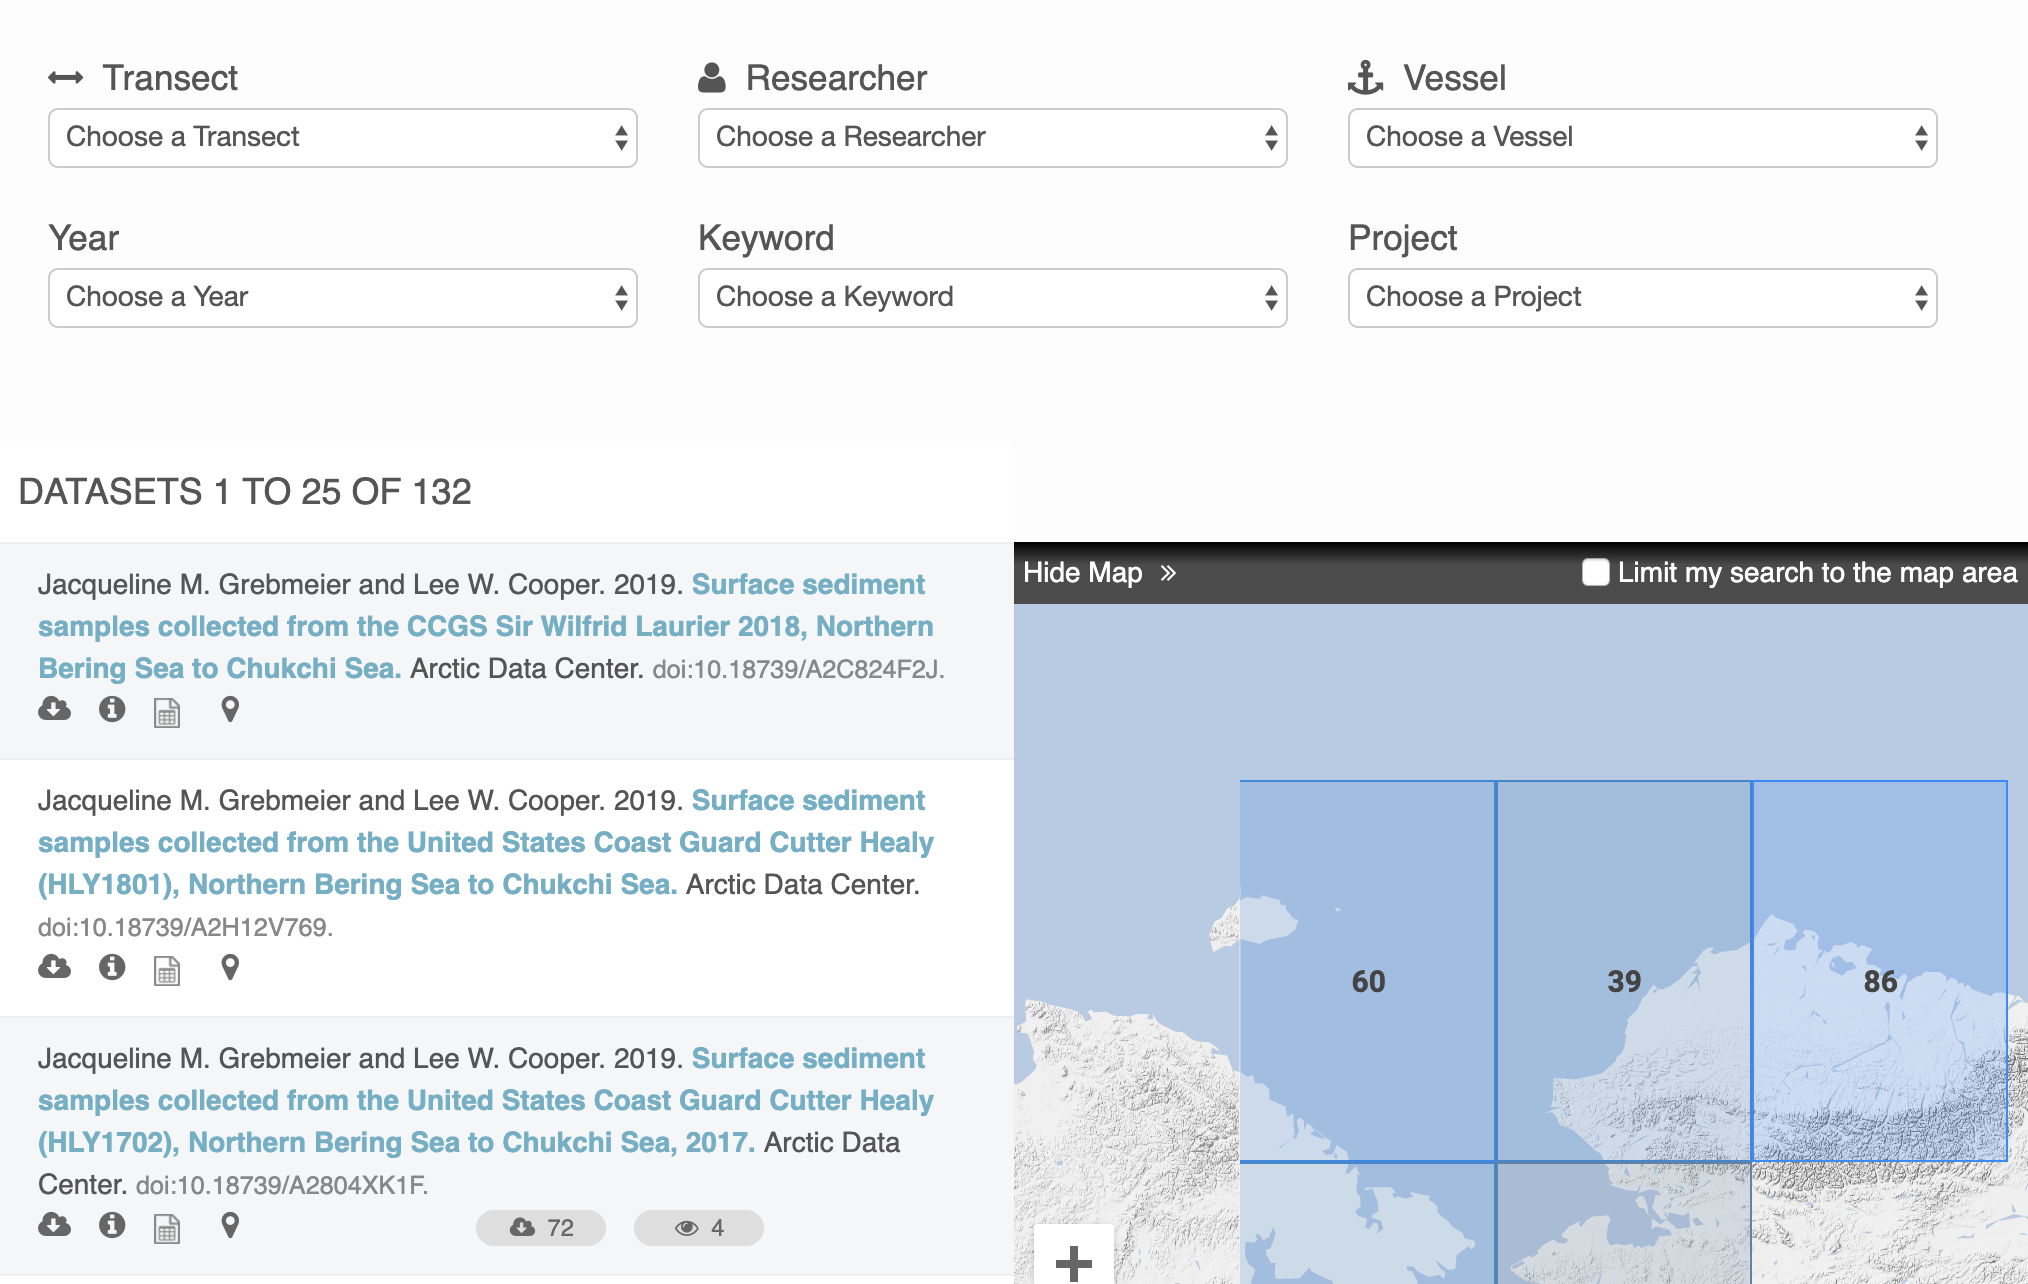 Transect
Researcher
Vessel
Choose a Transect
Choose a Researcher
Choose a Vessel
Year
Keyword
Project
Choose a Year
Choose a Keyword
Choose a Project
DATASETS 1 TO 25 OF 132
Jacqueline M. Grebmeier and Lee W. Cooper. 2019. Surface sediment
samples collected from the CCGS Sir Wilfrid Laurier 2018, Northern
Bering Sea to Chukchi Sea. Arctic Data Center. doi:10.18739/A2C824F2J.
Jacqueline M. Grebmeier and Lee W. Cooper. 2019. Surface sediment
samples collected from the United States Coast Guard Cutter Healy
(HLY1801), Northern Bering Sea to Chukchi Sea. Arctic Data Center.
doi:10.18739/A2H12V769.
Jacqueline M. Grebmeier and Lee W. Cooper. 2019. Surface sediment
samples collected from the United States Coast Guard Cutter Healy
(HLY1702), Northern Bering Sea to Chukchi Sea, 2017. Arctic Data
Center. doi:10.18739/A2804XK1F.
72
4
Hide Map »
Limit my search to the map area
60
39
86
+